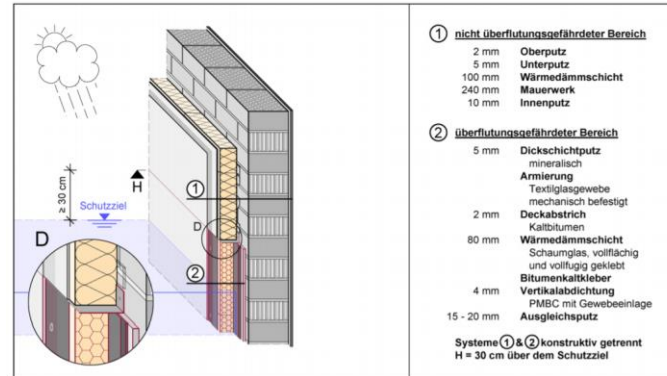 ≥ 30 cm
H
Schutzziel
D
1
D
2
1 nicht überflutungsgefährdeter Bereich
2 mm Oberputz
5 mm Unterputz
100 mm Wärmedämmschicht
240 mm Mauerwerk
10 mm Innenputz
2 überflutungsgefährdeter Bereich
5 mm Dickschichtputz
mineralisch
Armierung
Textilglasgewebe
mechanisch befestigt
2 mm Deckabstrich
Kaltbitumen
80 mm Wärmedämmschicht
Schaumglas, vollflächig
und vollfugig geklebt
Bitumenkaltkleber
4 mm Vertikalabdichtung
PMBC mit Gewebeeinlage
15 - 20 mm Ausgleichsputz
Systeme 1 & 2 konstruktiv getrennt
H = 30 cm über dem Schutzziel